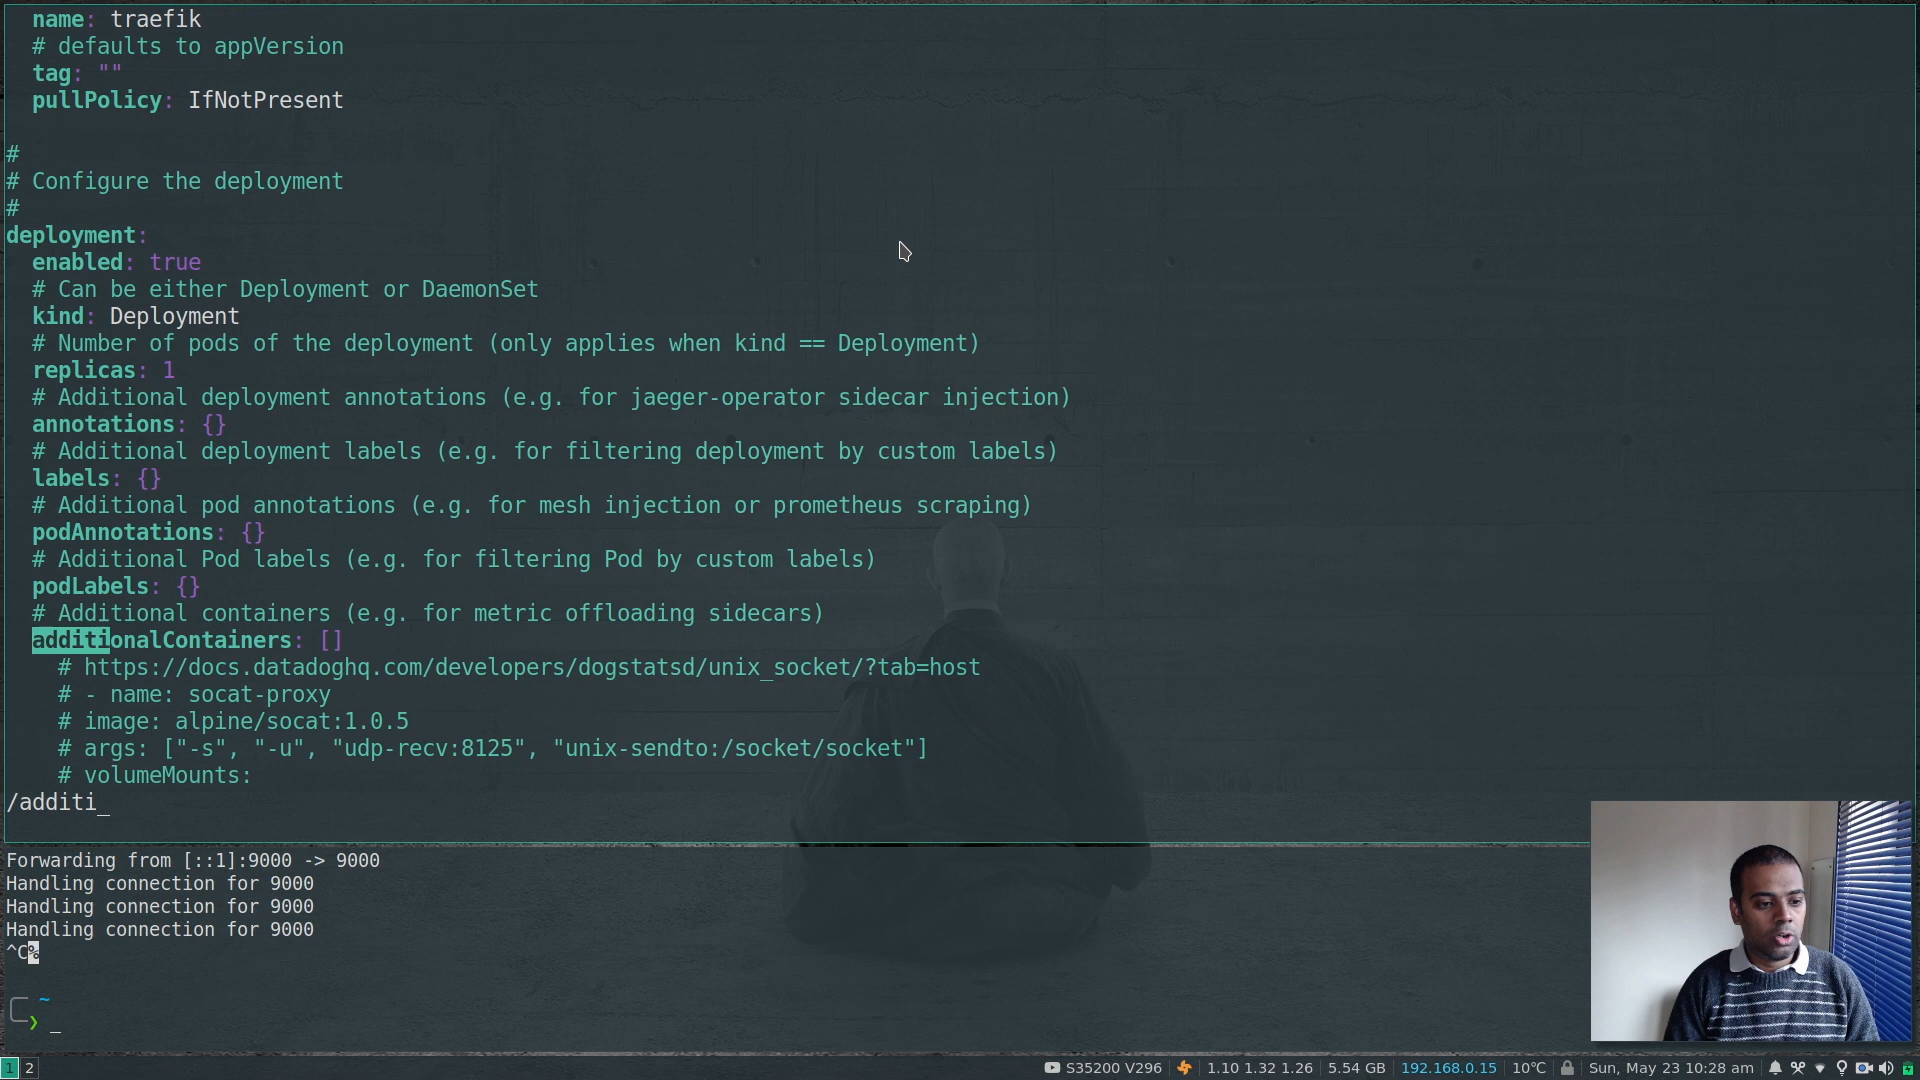 name: traefik
# defaults to appVersion
tag: ""
pullPolicy: IfNotPresent
#
# Configure the deployment
#
deployment:
enabled: true
# Can be either Deployment or DaemonSet
kind: Deployment
# Number of pods of the deployment (only applies when kind == Deployment)
replicas: 1
# Additional deployment annotations (e.g. for jaeger-operator sidecar injection)
annotations: {}
# Additional deployment labels (e.g. for filtering deployment by custom labels)
labels: {}
# Additional pod annotations (e.g. for mesh injection or prometheus scraping)
podAnnotations: {}
# Additional Pod labels (e.g. for filtering Pod by custom labels)
podLabels: {}
# Additional containers (e.g. for metric offloading sidecars)
additionalContainers: []
# https://docs.datadoghq.com/developers/dogstatsd/unix_socket/?tab=host
# - name: socat-proxy
# image: alpine/socat:1.0.5
# args: ["-s", "-u", "udp-recv:8125", "unix-sendto:/socket/socket"]
# volumeMounts:
/additi_
Forwarding from [::1]:9000 -> 9000
Handling connection for 9000
Handling connection for 9000
Handling connection for 9000
^C%
~
❯ _
1 2 S35200 V296 1.10 1.32 1.26 5.54 GB 192.168.0.15 10℃ Sun, May 23 10:28 am